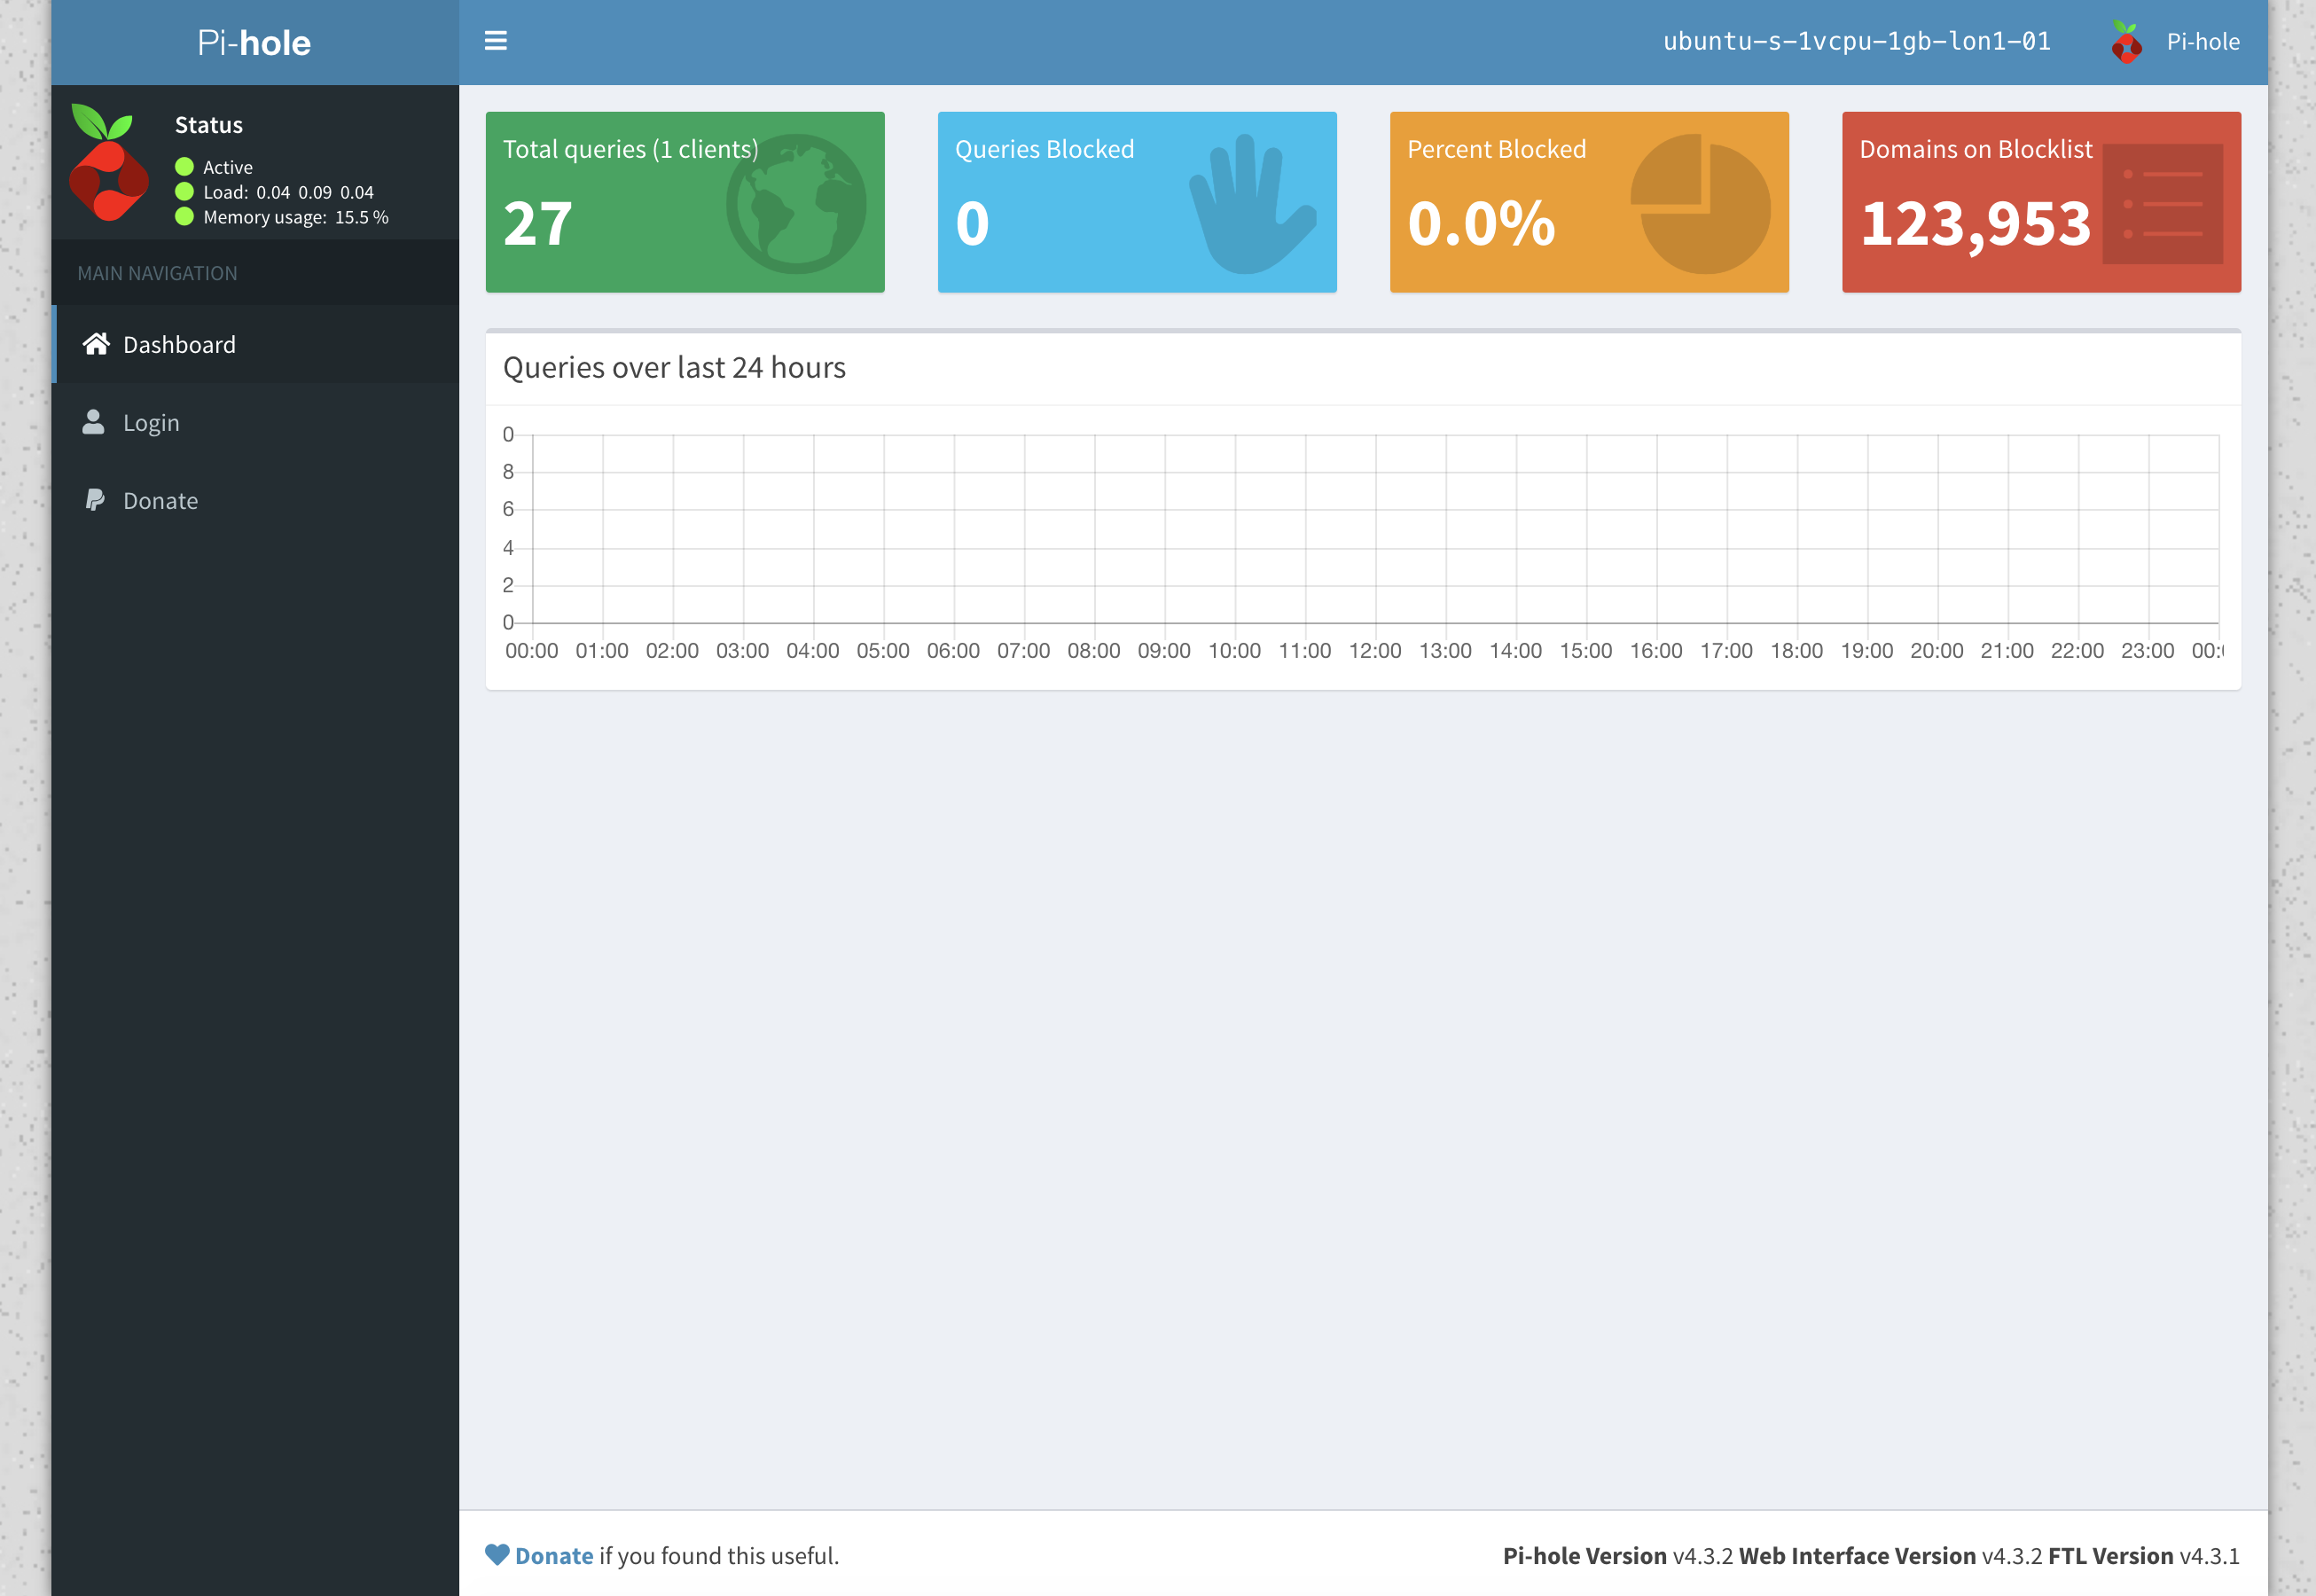 Pi-hole
ubuntu-s-1vcpu-1gb-lon1-01
Pi-hole
Status
Active
Load: 0.04 0.09 0.04
Memory usage: 15.5 %
MAIN NAVIGATION
Dashboard
Login
Donate
Total queries (1 clients)
27
Queries Blocked
0
Percent Blocked
0.0%
Domains on Blocklist
123,953
Queries over last 24 hours
0
8
6
4
2
0
00:00 01:00 02:00 03:00 04:00 05:00 06:00 07:00 08:00 09:00 10:00 11:00 12:00 13:00 14:00 15:00 16:00 17:00 18:00 19:00 20:00 21:00 22:00 23:00 00:
Donate if you found this useful.
Pi-hole Version v4.3.2 Web Interface Version v4.3.2 FTL Version v4.3.1